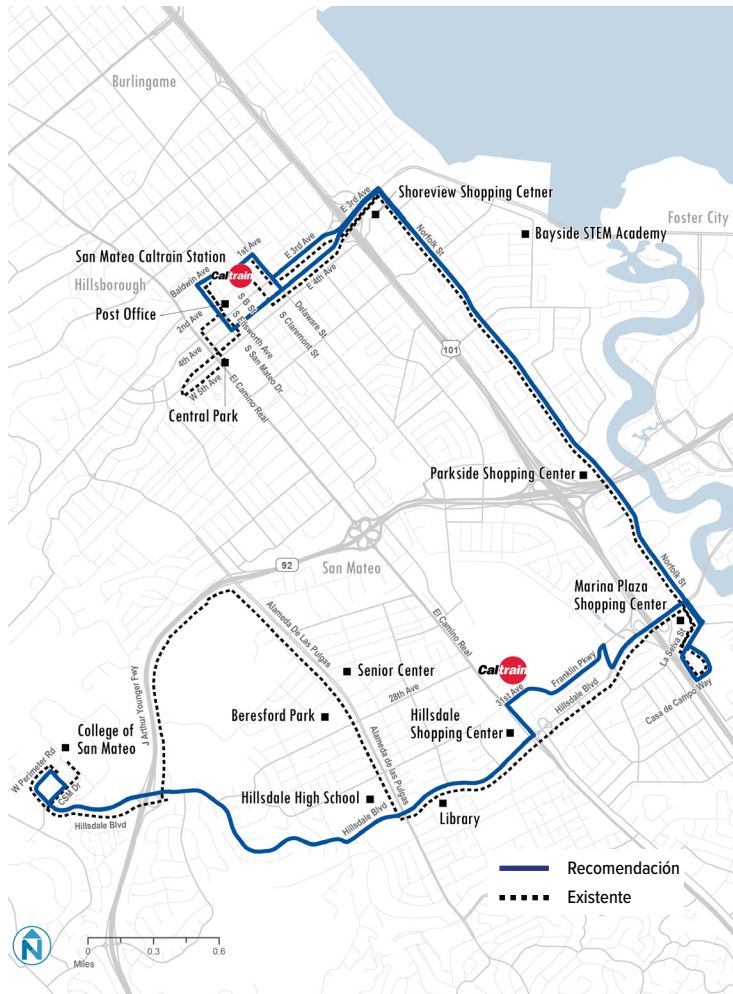 Burlingame
Shoreview Shopping Cetner
E 3rd Ave
Norfolk St
Foster City
Bayside STEM Academy
San Mateo Caltrain Station
1st Ave
E 3rd Ave
Baldwin Ave
Caltrain
Hillsborough
E 4th Ave
Post Office
S B St
2nd Ave
S Ellsworth Ave
Delaware St
S Claremont St
101
4th Ave
S San Mateo Dr
W 5th Ave
El Camino Real
Central Park
Parkside Shopping Center
92
San Mateo
Norfolk St
Marina Plaza
Shopping Center
Alameda De Las Pulgas
El Camino Real
La Selva St
Caltrain
Franklin Pkwy
Senior Center
28th Ave
31st Ave
Hillsdale Blvd
Casa de Campo Way
J Arthur Younger Fwy
Beresford Park
Hillsdale
Shopping Center
College of
San Mateo
Alameda de las Pulgas
W Perimeter Rd
CSM Dr
Hillsdale High School
Hillsdale Blvd
Library
Hillsdale Blvd
Recomendación
Existente
N
0 0.3 0.6
Miles